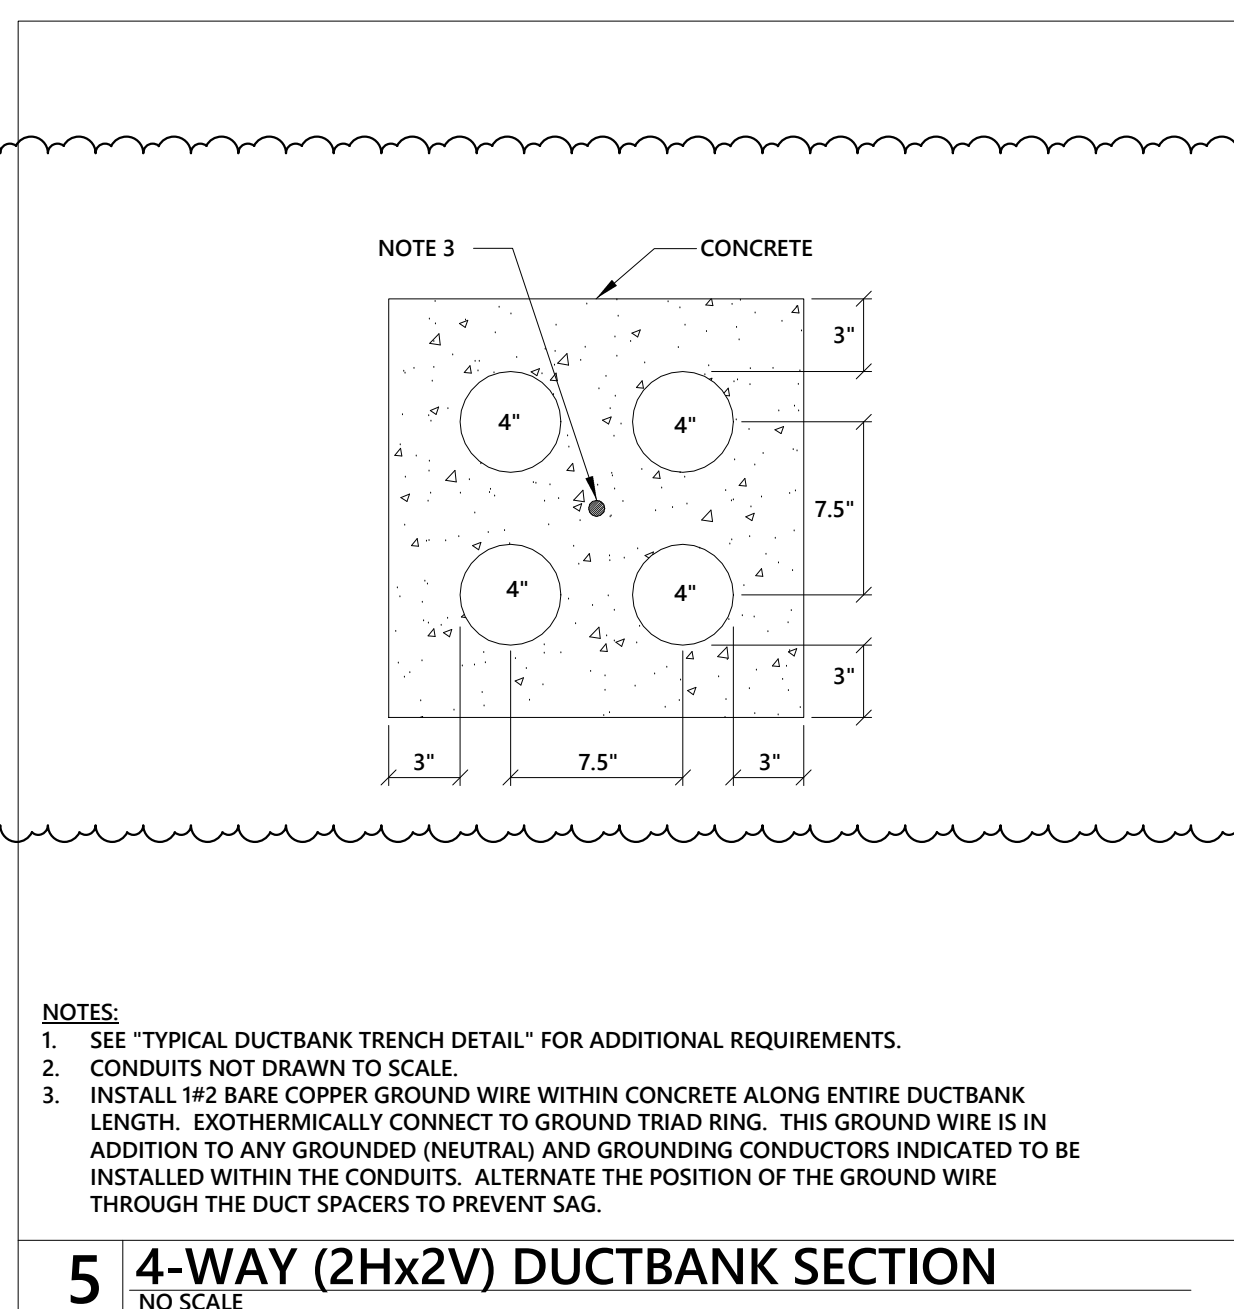 NOTE 3
CONCRETE
3"
4"
4"
7.5"
4"
4"
3"
3"
7.5"
3"
NOTES:
1. SEE "TYPICAL DUCTBANK TRENCH DETAIL" FOR ADDITIONAL REQUIREMENTS.
2. CONDUITS NOT DRAWN TO SCALE.
3. INSTALL 1#2 BARE COPPER GROUND WIRE WITHIN CONCRETE ALONG ENTIRE DUCTBANK
LENGTH. EXOTHERMICALLY CONNECT TO GROUND TRIAD RING. THIS GROUND WIRE IS IN
ADDITION TO ANY GROUNDED (NEUTRAL) AND GROUNDING CONDUCTORS INDICATED TO BE
INSTALLED WITHIN THE CONDUITS. ALTERNATE THE POSITION OF THE GROUND WIRE
THROUGH THE DUCT SPACERS TO PREVENT SAG.
5
4-WAY (2Hx2V) DUCTBANK SECTION
NO SCALE